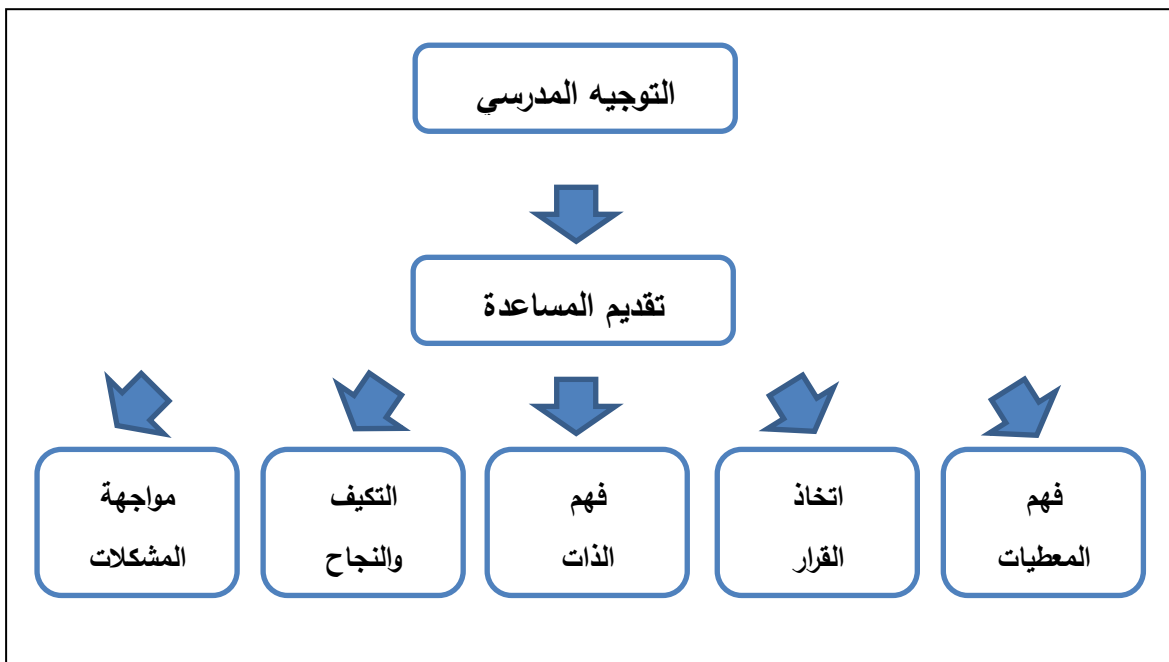 التوجيه المدرسي
تقديم المساعدة
فهم
المعطيات
اتخاذ
القرار
فهم
الذات
التكيف
والنجاح
مواجهة
المشكلات